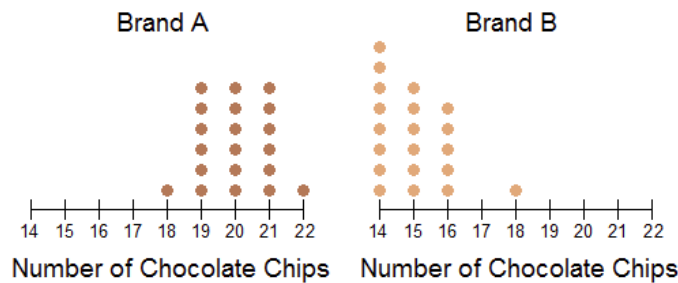 Brand A
14 15 16 17 18 19 20 21 22
Number of Chocolate Chips
Brand B
14 15 16 17 18 19 20 21 22
Number of Chocolate Chips